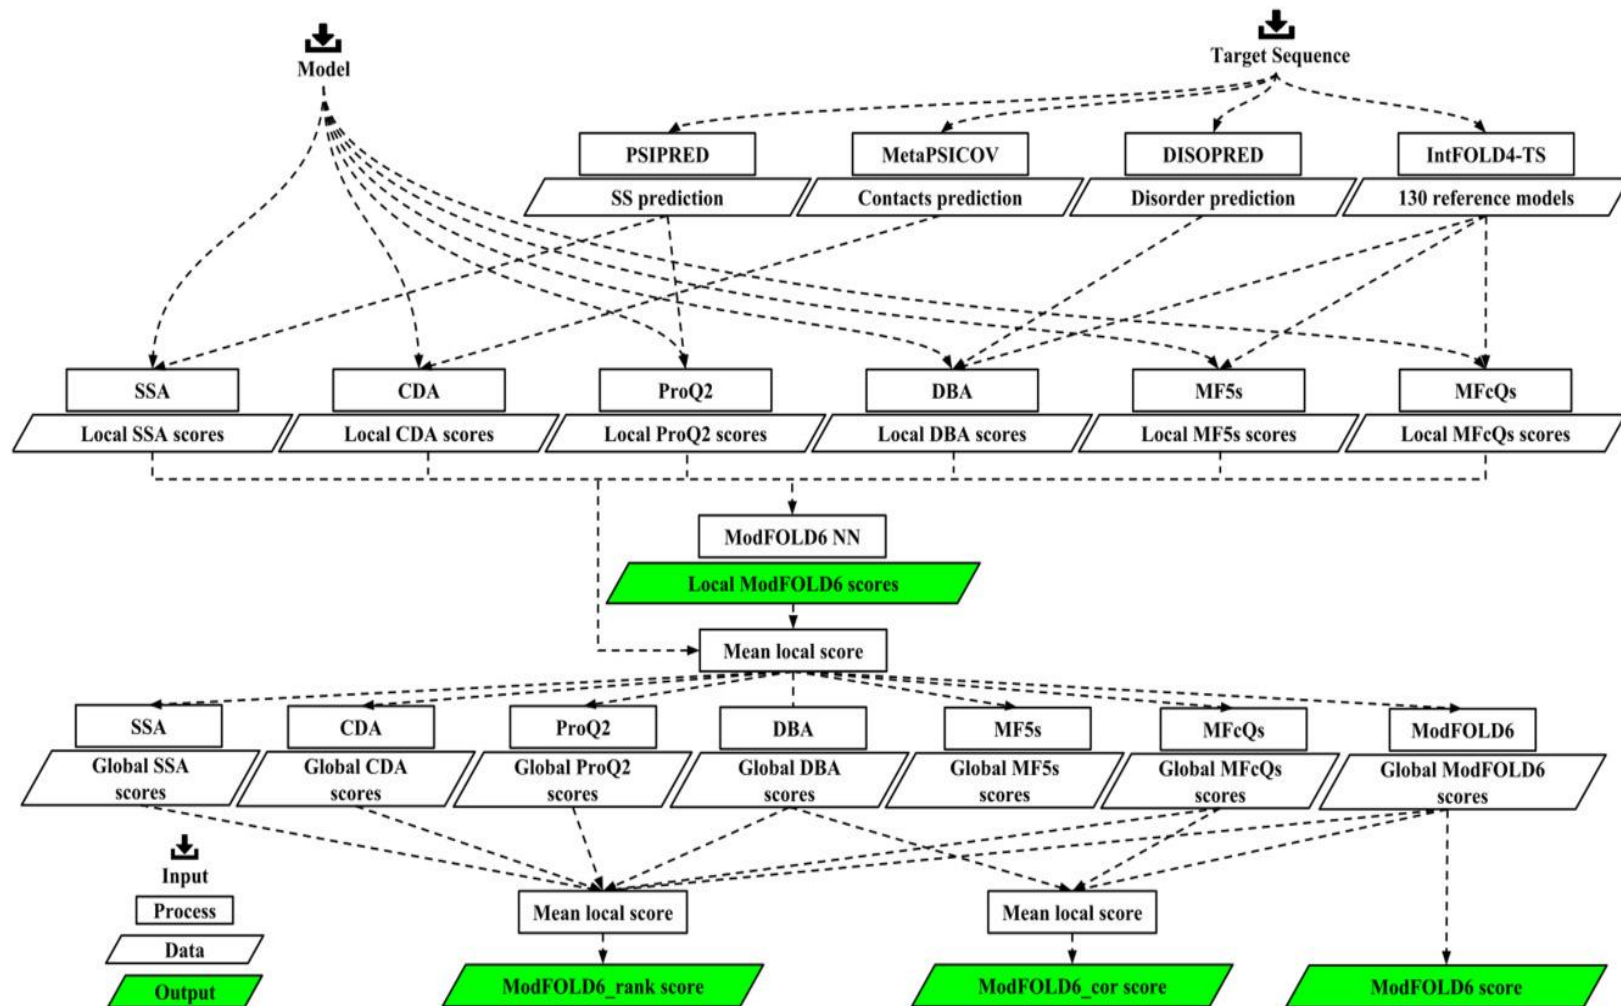 Model
Target Sequence
PSIPRED
MetaPSICOV
DISOPRED
IntFOLD4-TS
SS prediction
Contacts prediction
Disorder prediction
130 reference models
SSA
CDA
ProQ2
DBA
MF5s
MFcQs
Local SSA scores
Local CDA scores
Local ProQ2 scores
Local DBA scores
Local MF5s scores
Local MFcQs scores
ModFOLD6 NN
Local ModFOLD6 scores
Mean local score
SSA
CDA
ProQ2
DBA
MF5s
MFcQs
ModFOLD6
Global SSA
scores
Global CDA
scores
Global ProQ2
scores
Global DBA
scores
Global MF5s
scores
Global MFcQs
scores
Global ModFOLD6
scores
Input
Process
Data
Output
Mean local score
Mean local score
ModFOLD6_rank score
ModFOLD6_cor score
ModFOLD6 score